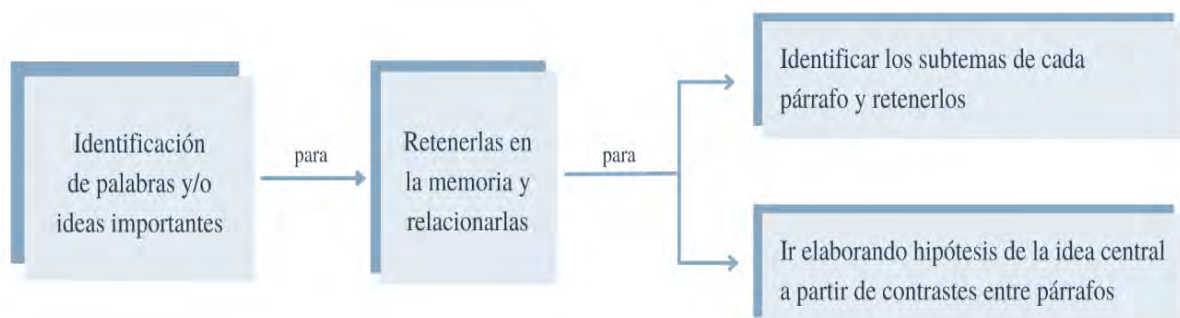 Identificación
de palabras y/o
ideas importantes
para
Retenerlas en
la memoria y
relacionarlas
para
Identificar los subtemas de cada
párrafo y retenerlos
Ir elaborando hipótesis de la idea central
a partir de contrastes entre párrafos